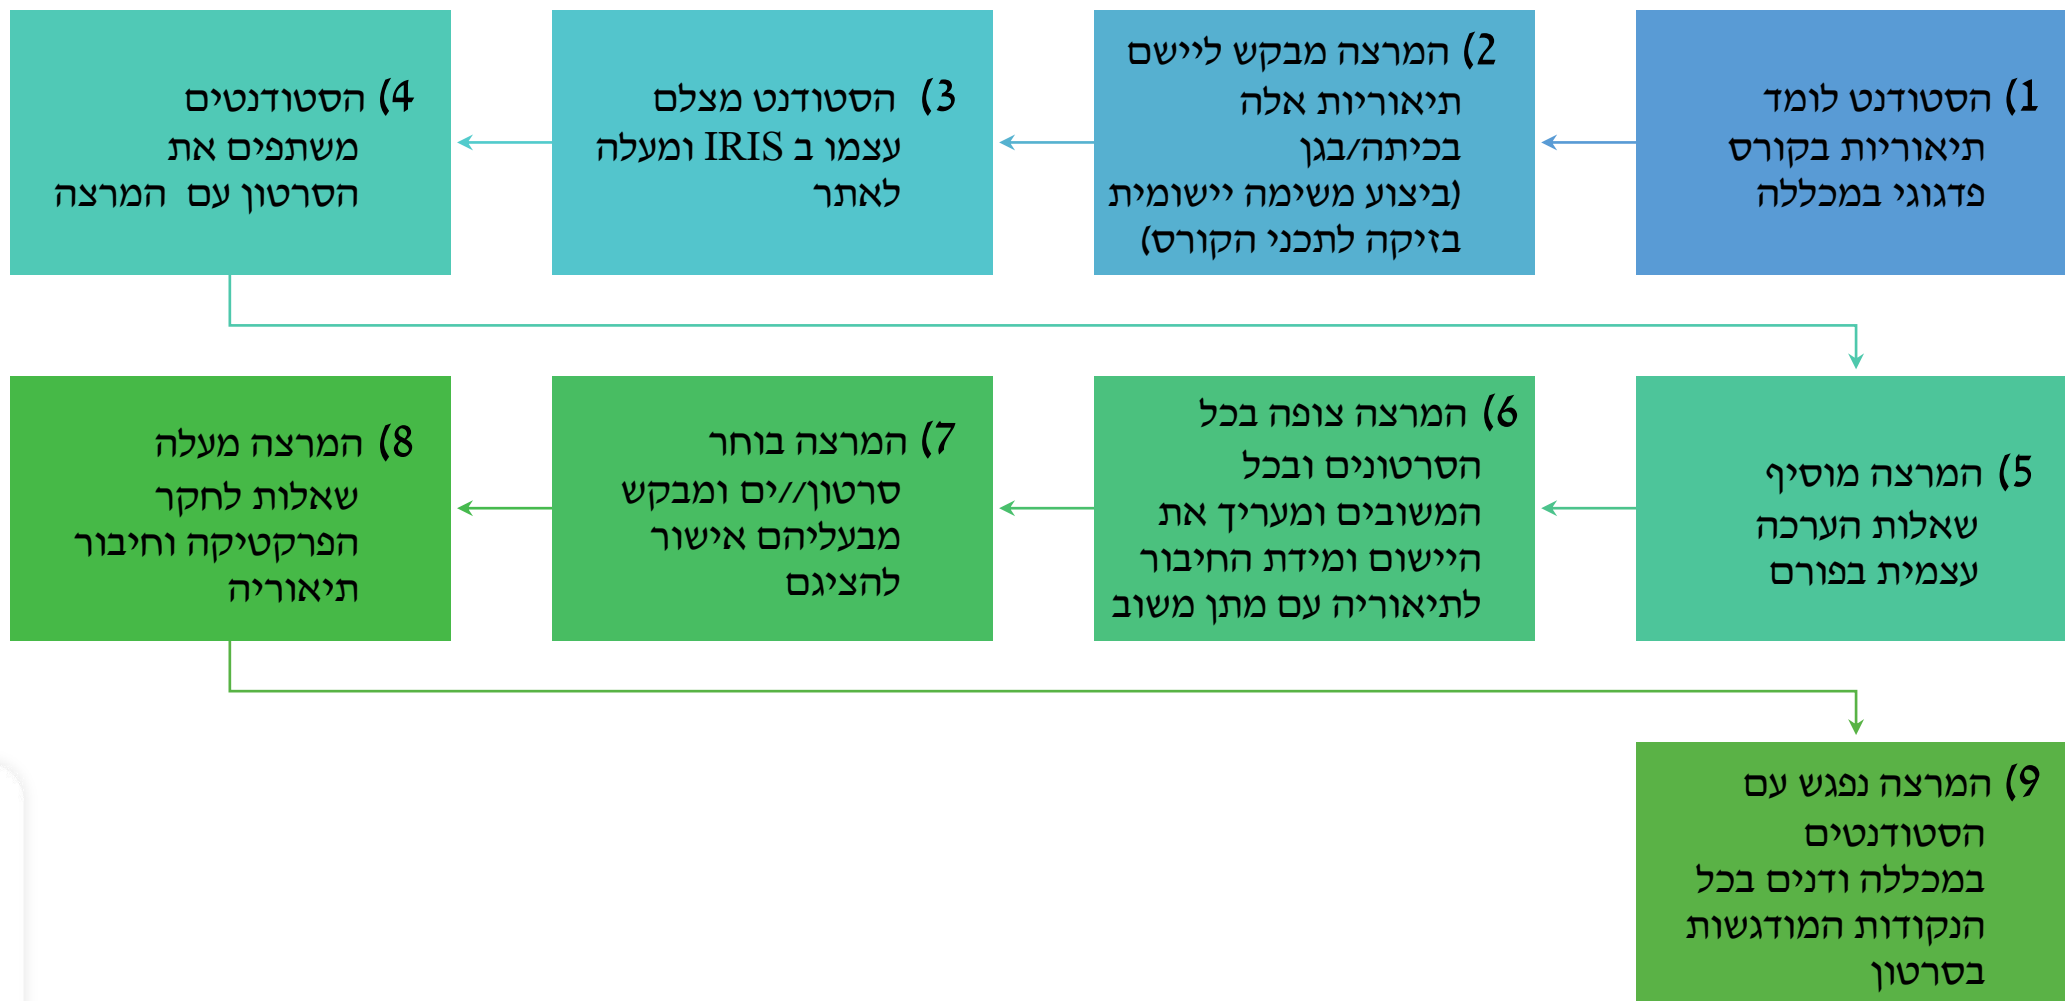 1) הסטודנט לומד
תיאוריות בקורס
פדגוגי במכללה
2) המרצה מבקש ליישם
תיאוריות אלה
בכיתה/בגן
(ביצוע משימה יישומית
בזיקה לתכני הקורס)
3) הסטודנט מצלם
עצמו ב IRIS ומעלה
לאתר
4) הסטודנטים
משתפים את
הסרטון עם המרצה
5) המרצה מוסיף
שאלות הערכה
עצמית בפורם
6) המרצה צופה בכל
הסרטונים ובכל
המשובים ומעריך את
היישום ומידת החיבור
לתיאוריה עם מתן משוב
7) המרצה בוחר
סרטון//ים ומבקש
מבעליהם אישור
להציגם
8) המרצה מעלה
שאלות לחקר
הפרקטיקה וחיבור
תיאוריה
9) המרצה נפגש עם
הסטודנטים
במכללה ודנים בכל
הנקודות המודגשות
בסרטון